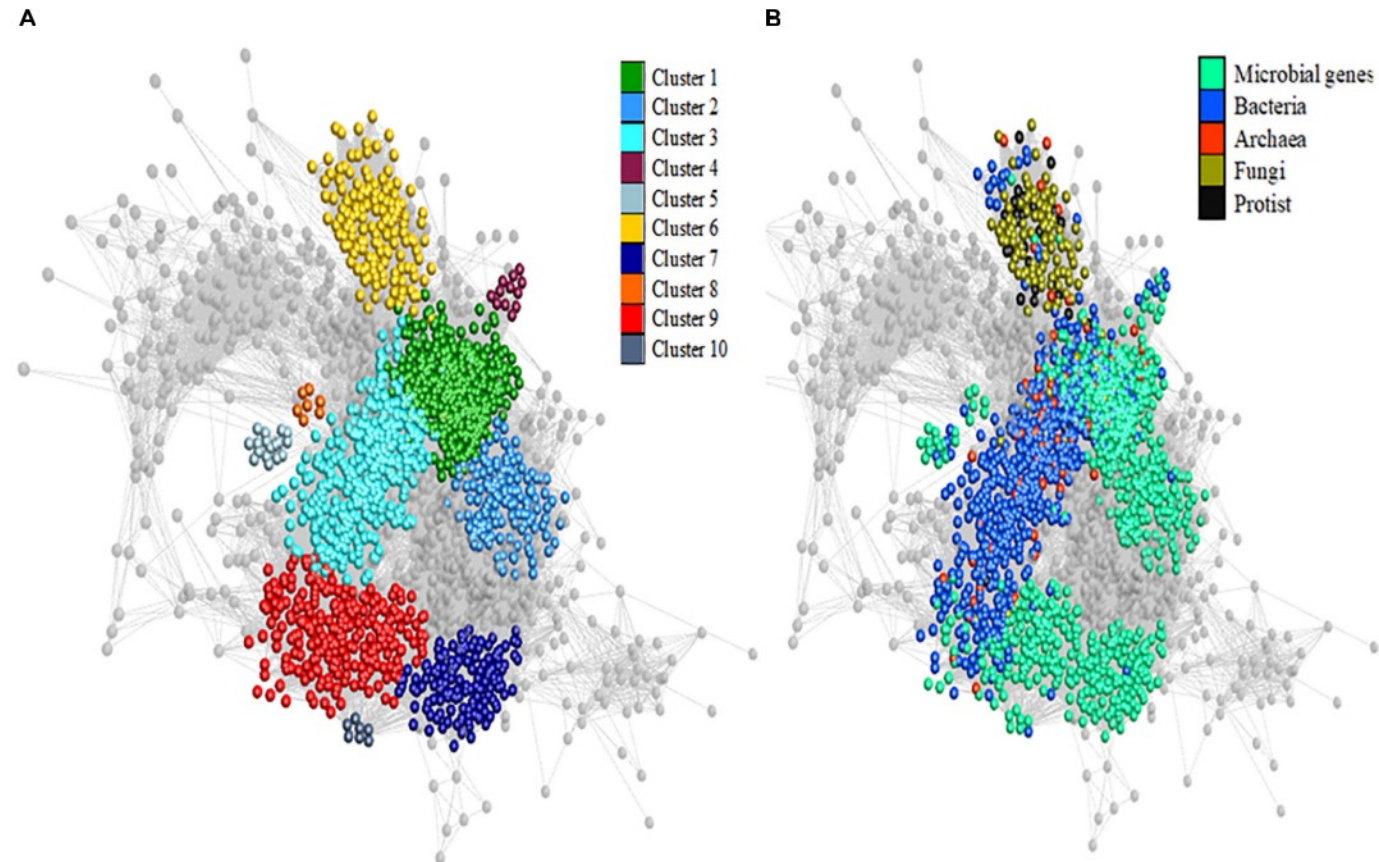 A
Cluster 1
Cluster 2
Cluster 3
Cluster 4
Cluster 5
Cluster 6
Cluster 7
Cluster 8
Cluster 9
Cluster 10
B
Microbial genes
Bacteria
Archaea
Fungi
Protist